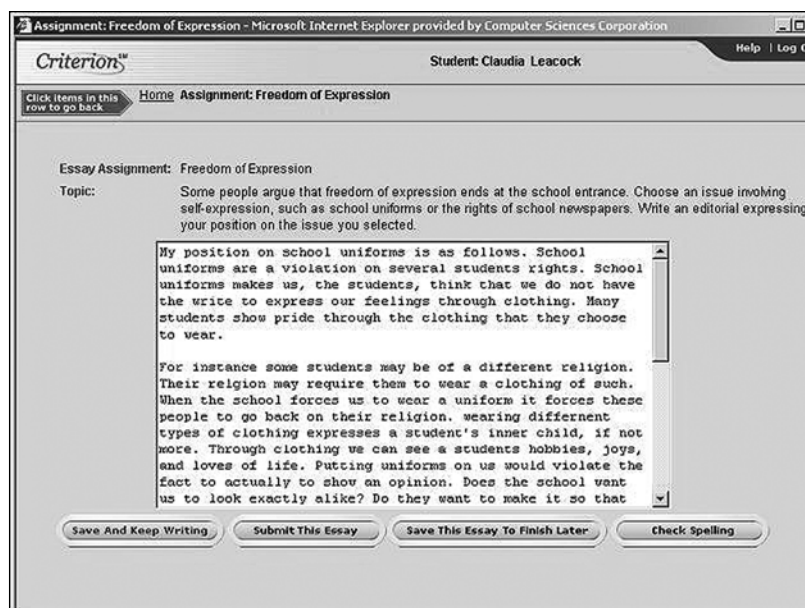 Assignment: Freedom of Expression - Microsoft Internet Explorer provided by Computer Sciences Corporation
Criterion SM
Student: Claudia Leacock
Help | Log
Click items in this
row to go back
Home Assignment: Freedom of Expression
Essay Assignment: Freedom of Expression
Topic: Some people argue that freedom of expression ends at the school entrance. Choose an issue involving
self-expression, such as school uniforms or the rights of school newspapers. Write an editorial expressing
your position on the issue you selected.
My position on school uniforms is as follows. School
uniforms are a violation on several students rights. School
uniforms makes us, the students, think that we do not have
the write to express our feelings through clothing. Many
students show pride through the clothing that they choose
to wear.
For instance some students may be of a different religion.
Their relgion may require them to wear a clothing of such.
When the school forces us to wear a uniform it forces these
people to go back on their religion. wearing differnent
types of clothing expresses a student's inner child, if not
more. Through clothing we can see a students hobbies, joys,
and loves of life. Putting uniforms on us would violate the
fact to actually to show an opinion. Does the school want
us to look exactly alike? Do they want to make it so that
Save And Keep Writing
Submit This Essay
Save This Essay To Finish Later
Check Spelling